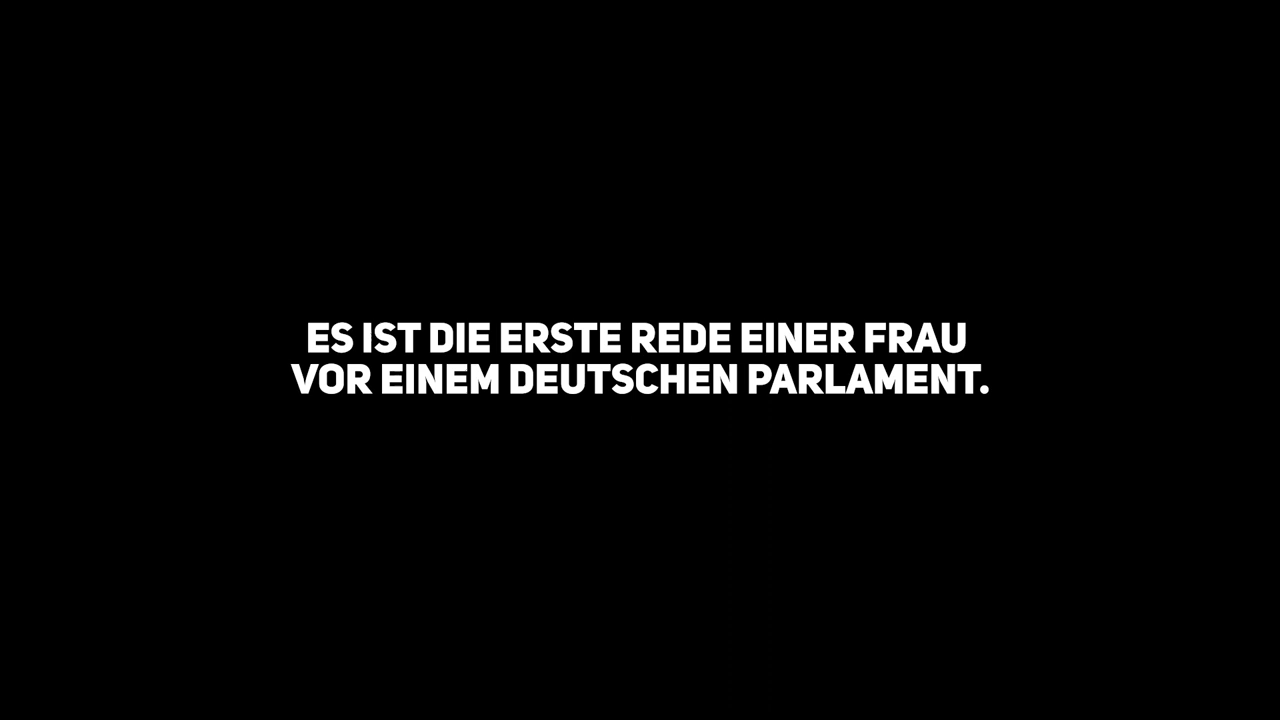 ES IST DIE ERSTE REDE EINER FRAU
VOR EINEM DEUTSCHEN PARLAMENT.